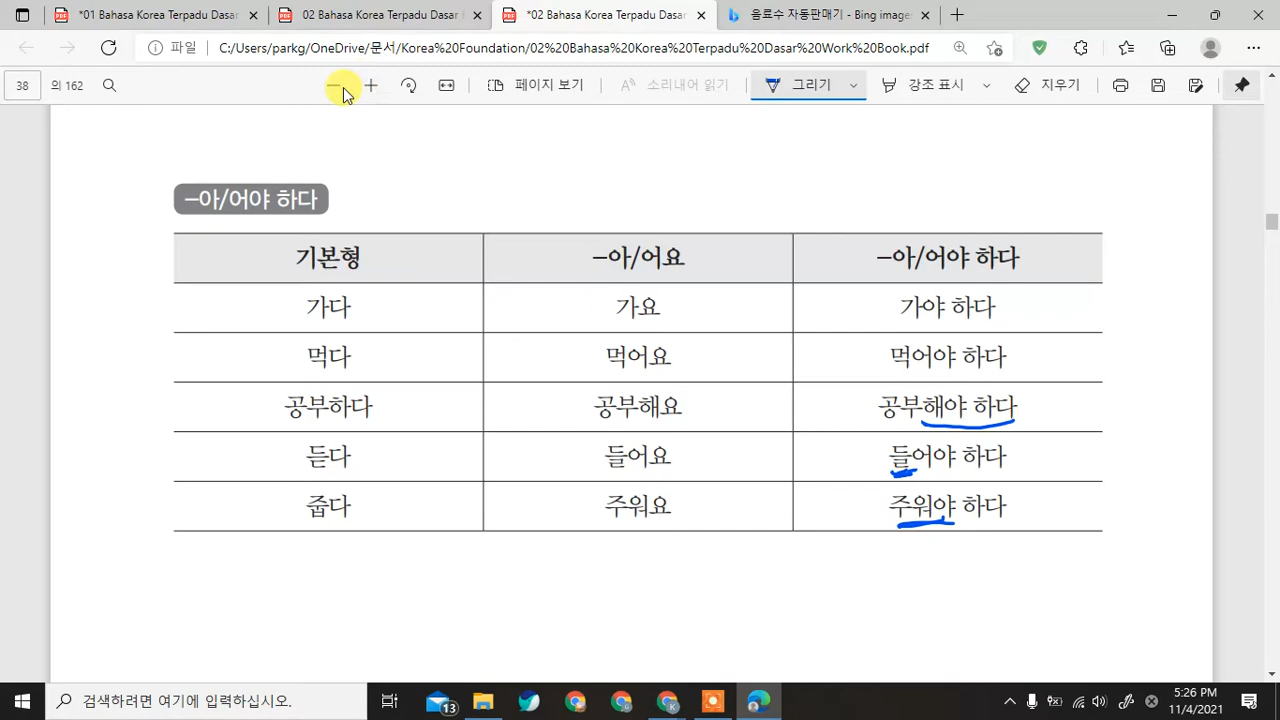 *01 Bahasa Korea Terpadu Dasar
02 Bahasa Korea Terpadu Dasar
*02 Bahasa Korea Terpadu Dasar
음료수 자동판매기 - Bing image
파일 C:/Users/parkg/OneDrive/문서/Korea%20Foundation/02%20Bahasa%20Korea%20Terpadu%20Dasar%20Work%20Book.pdf
38 의 162 페이지 보기 소리내어 읽기 그리기 강조 표시 지우기
–아/어야 하다
기본형 –아/어요 –아/어야 하다
가다 가요 가야 하다
먹다 먹어요 먹어야 하다
공부하다 공부해요 공부해야 하다
듣다 들어요 들어야 하다
줍다 주워요 주워야 하다
검색하려면 여기에 입력하십시오.
13
5:26 PM
11/4/2021